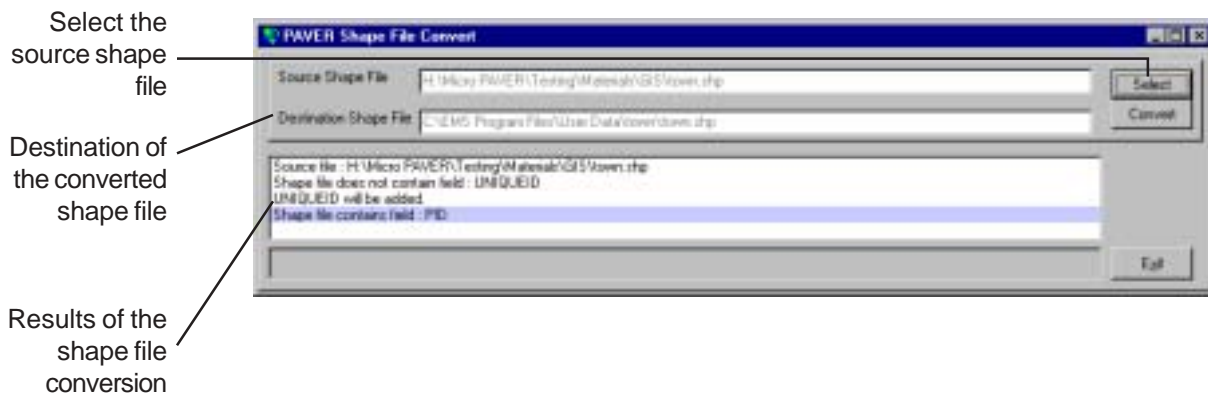 Select the
source shape
file
Destination of
the converted
shape file
Results of the
shape file
conversion
PAVER Shape File Convert
Source Shape File H:\Micro PAVER\Testing\Materials\GIS\town.shp Select
Destination Shape File C:\EMS Program Files\User Data\town\town.shp Convert
Source file : H:\Micro PAVER\Testing\Materials\GIS\town.shp
Shape file does not contain field : UNIQUEID
UNIQUEID will be added.
Shape file contains field : PID
Exit